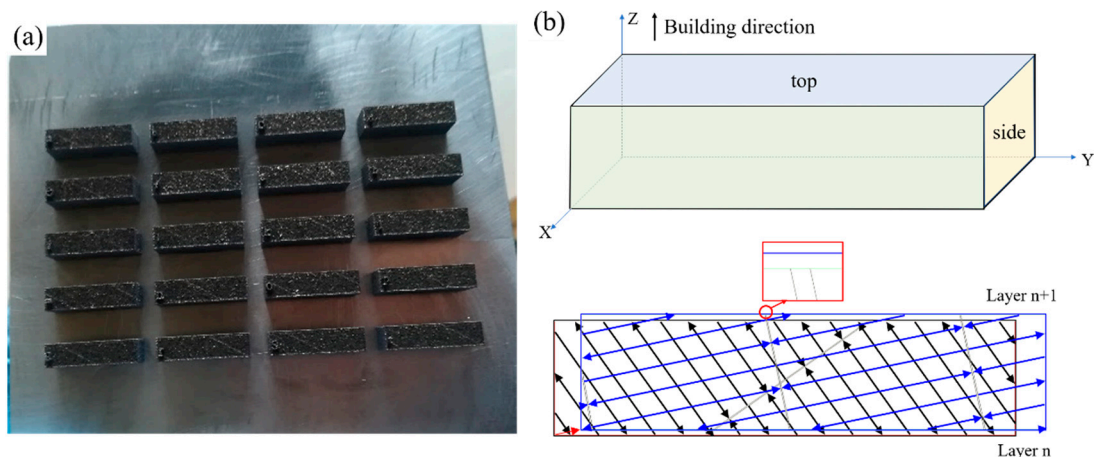 (a)
(b)
Z
Building direction
top
side
Y
X
Layer n+1
Layer n